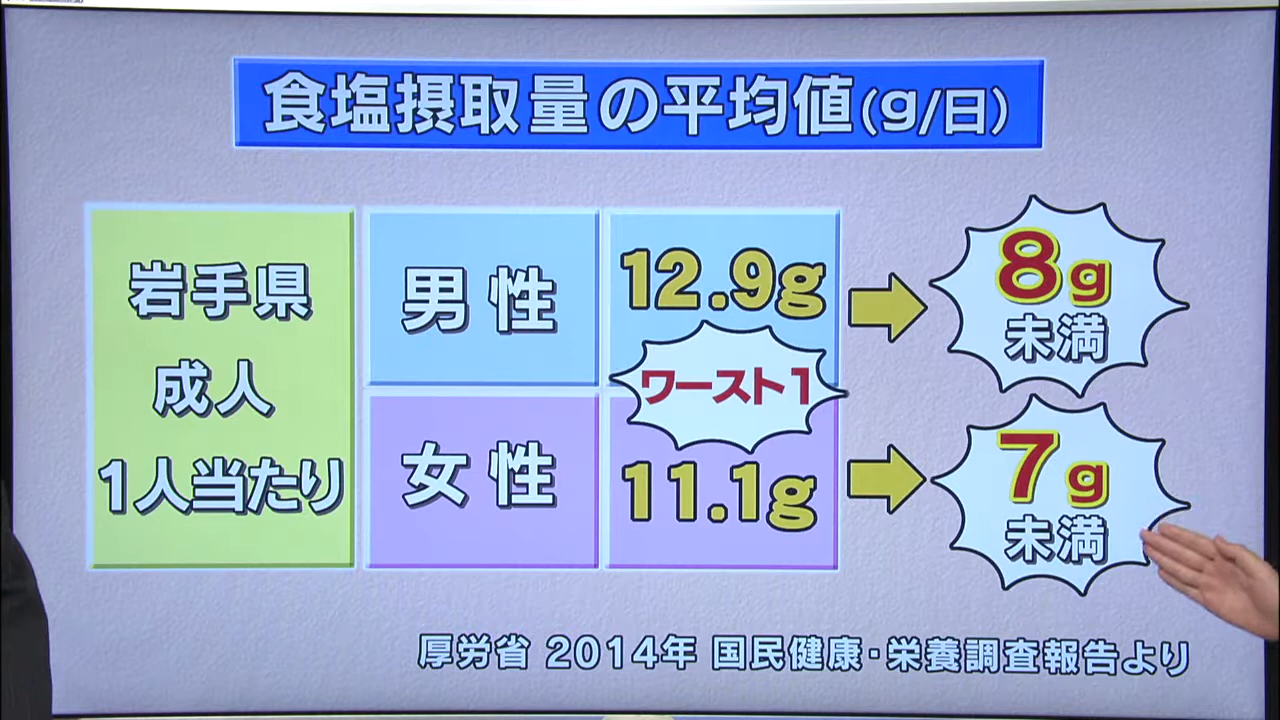 食塩摂取量の平均値(g/日)
岩手県
成人
1人当たり
男性
12.9g
8g
未満
ワースト1
女性
11.1g
7g
未満
厚労省 2014年 国民健康・栄養調査報告より